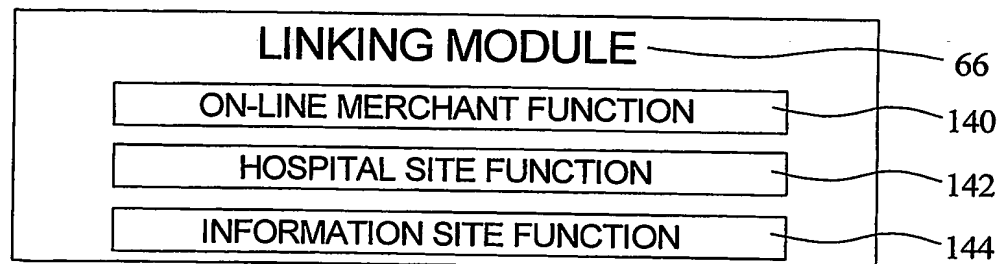 LINKING MODULE 66
ON-LINE MERCHANT FUNCTION 140
HOSPITAL SITE FUNCTION 142
INFORMATION SITE FUNCTION 144